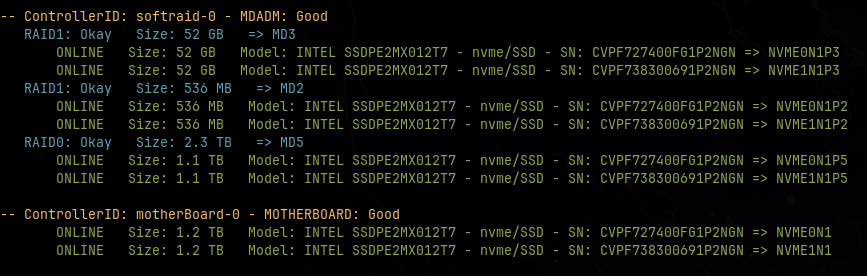 -- ControllerID: softraid-0 - MDADM: Good
RAID1: Okay Size: 52 GB => MD3
ONLINE Size: 52 GB Model: INTEL SSDPE2MX012T7 - nvme/SSD - SN: CVPF727400FG1P2NGN => NVME0N1P3
ONLINE Size: 52 GB Model: INTEL SSDPE2MX012T7 - nvme/SSD - SN: CVPF738300691P2NGN => NVME1N1P3
RAID1: Okay Size: 536 MB => MD2
ONLINE Size: 536 MB Model: INTEL SSDPE2MX012T7 - nvme/SSD - SN: CVPF727400FG1P2NGN => NVME0N1P2
ONLINE Size: 536 MB Model: INTEL SSDPE2MX012T7 - nvme/SSD - SN: CVPF738300691P2NGN => NVME1N1P2
RAID0: Okay Size: 2.3 TB => MD5
ONLINE Size: 1.1 TB Model: INTEL SSDPE2MX012T7 - nvme/SSD - SN: CVPF727400FG1P2NGN => NVME0N1P5
ONLINE Size: 1.1 TB Model: INTEL SSDPE2MX012T7 - nvme/SSD - SN: CVPF738300691P2NGN => NVME1N1P5
-- ControllerID: motherBoard-0 - MOTHERBOARD: Good
ONLINE Size: 1.2 TB Model: INTEL SSDPE2MX012T7 - nvme/SSD - SN: CVPF727400FG1P2NGN => NVME0N1
ONLINE Size: 1.2 TB Model: INTEL SSDPE2MX012T7 - nvme/SSD - SN: CVPF738300691P2NGN => NVME1N1